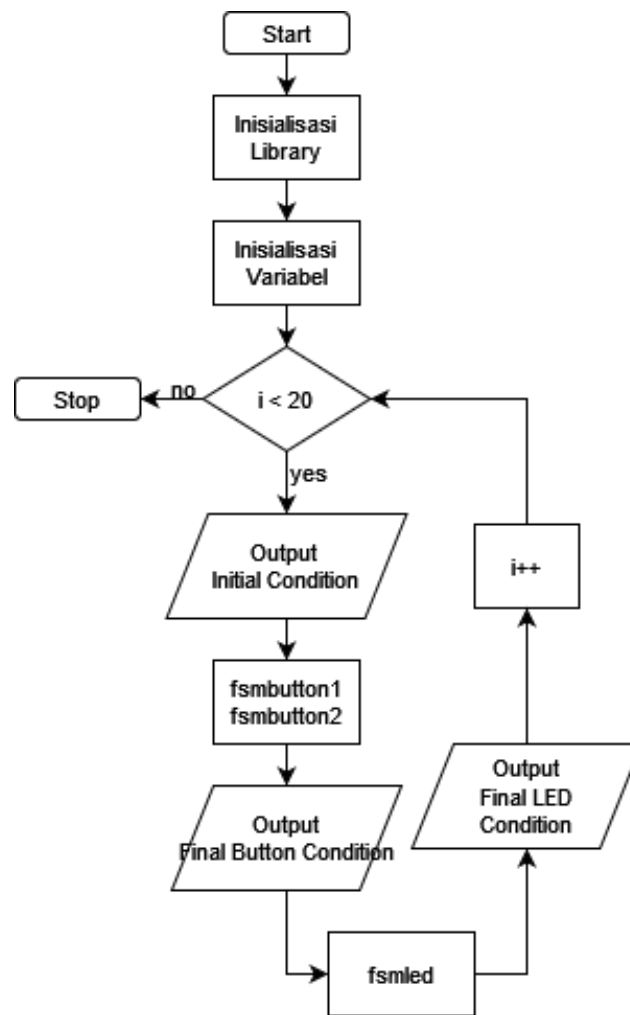 Start
Inisialisasi
Library
Inisialisasi
Variabel
i < 20
no
Stop
yes
Output
Initial Condition
fsmbutton1
fsmbutton2
Output
Final Button Condition
fsmled
Output
Final LED
Condition
i++